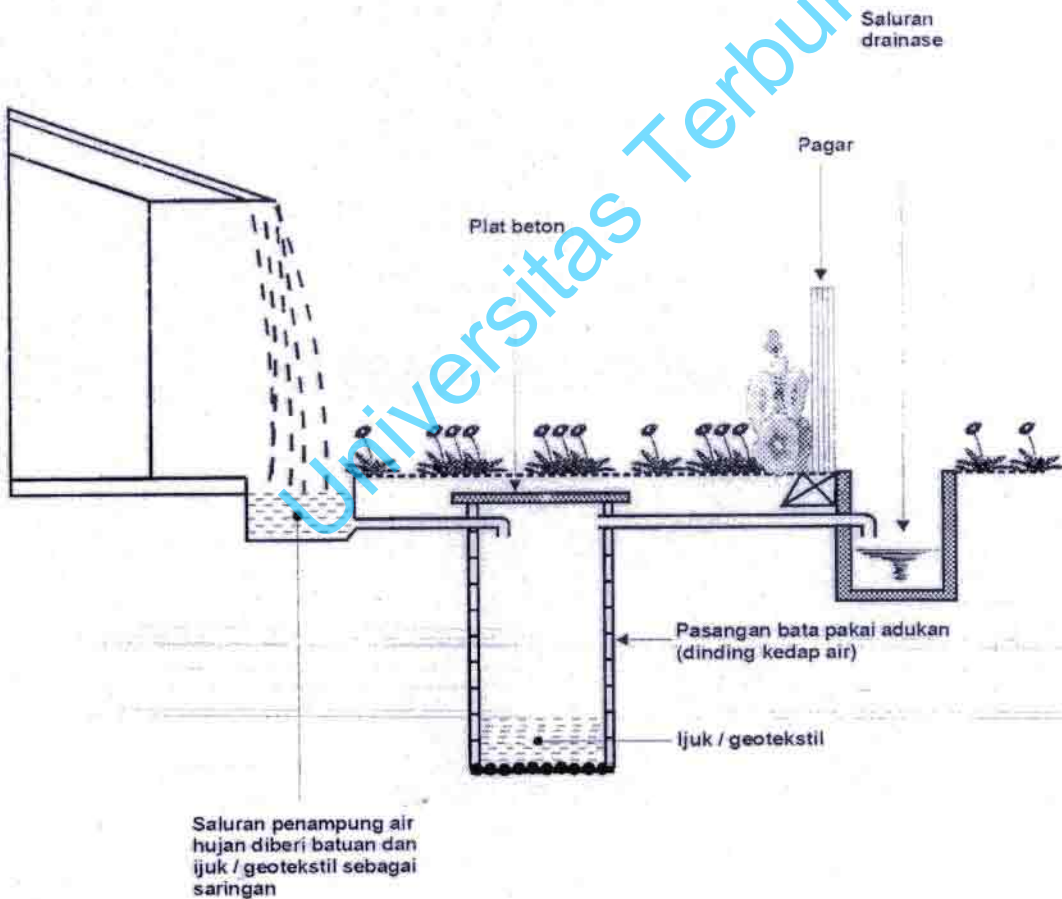 Saluran
drainase
Pagar
Plat beton
Universitas Terbu
Pasangan bata pakai adukan
(dinding kedap air)
Ijuk / geotekstil
Saluran penampung air
hujan diberi batuan dan
ijuk / geotekstil sebagai
saringan